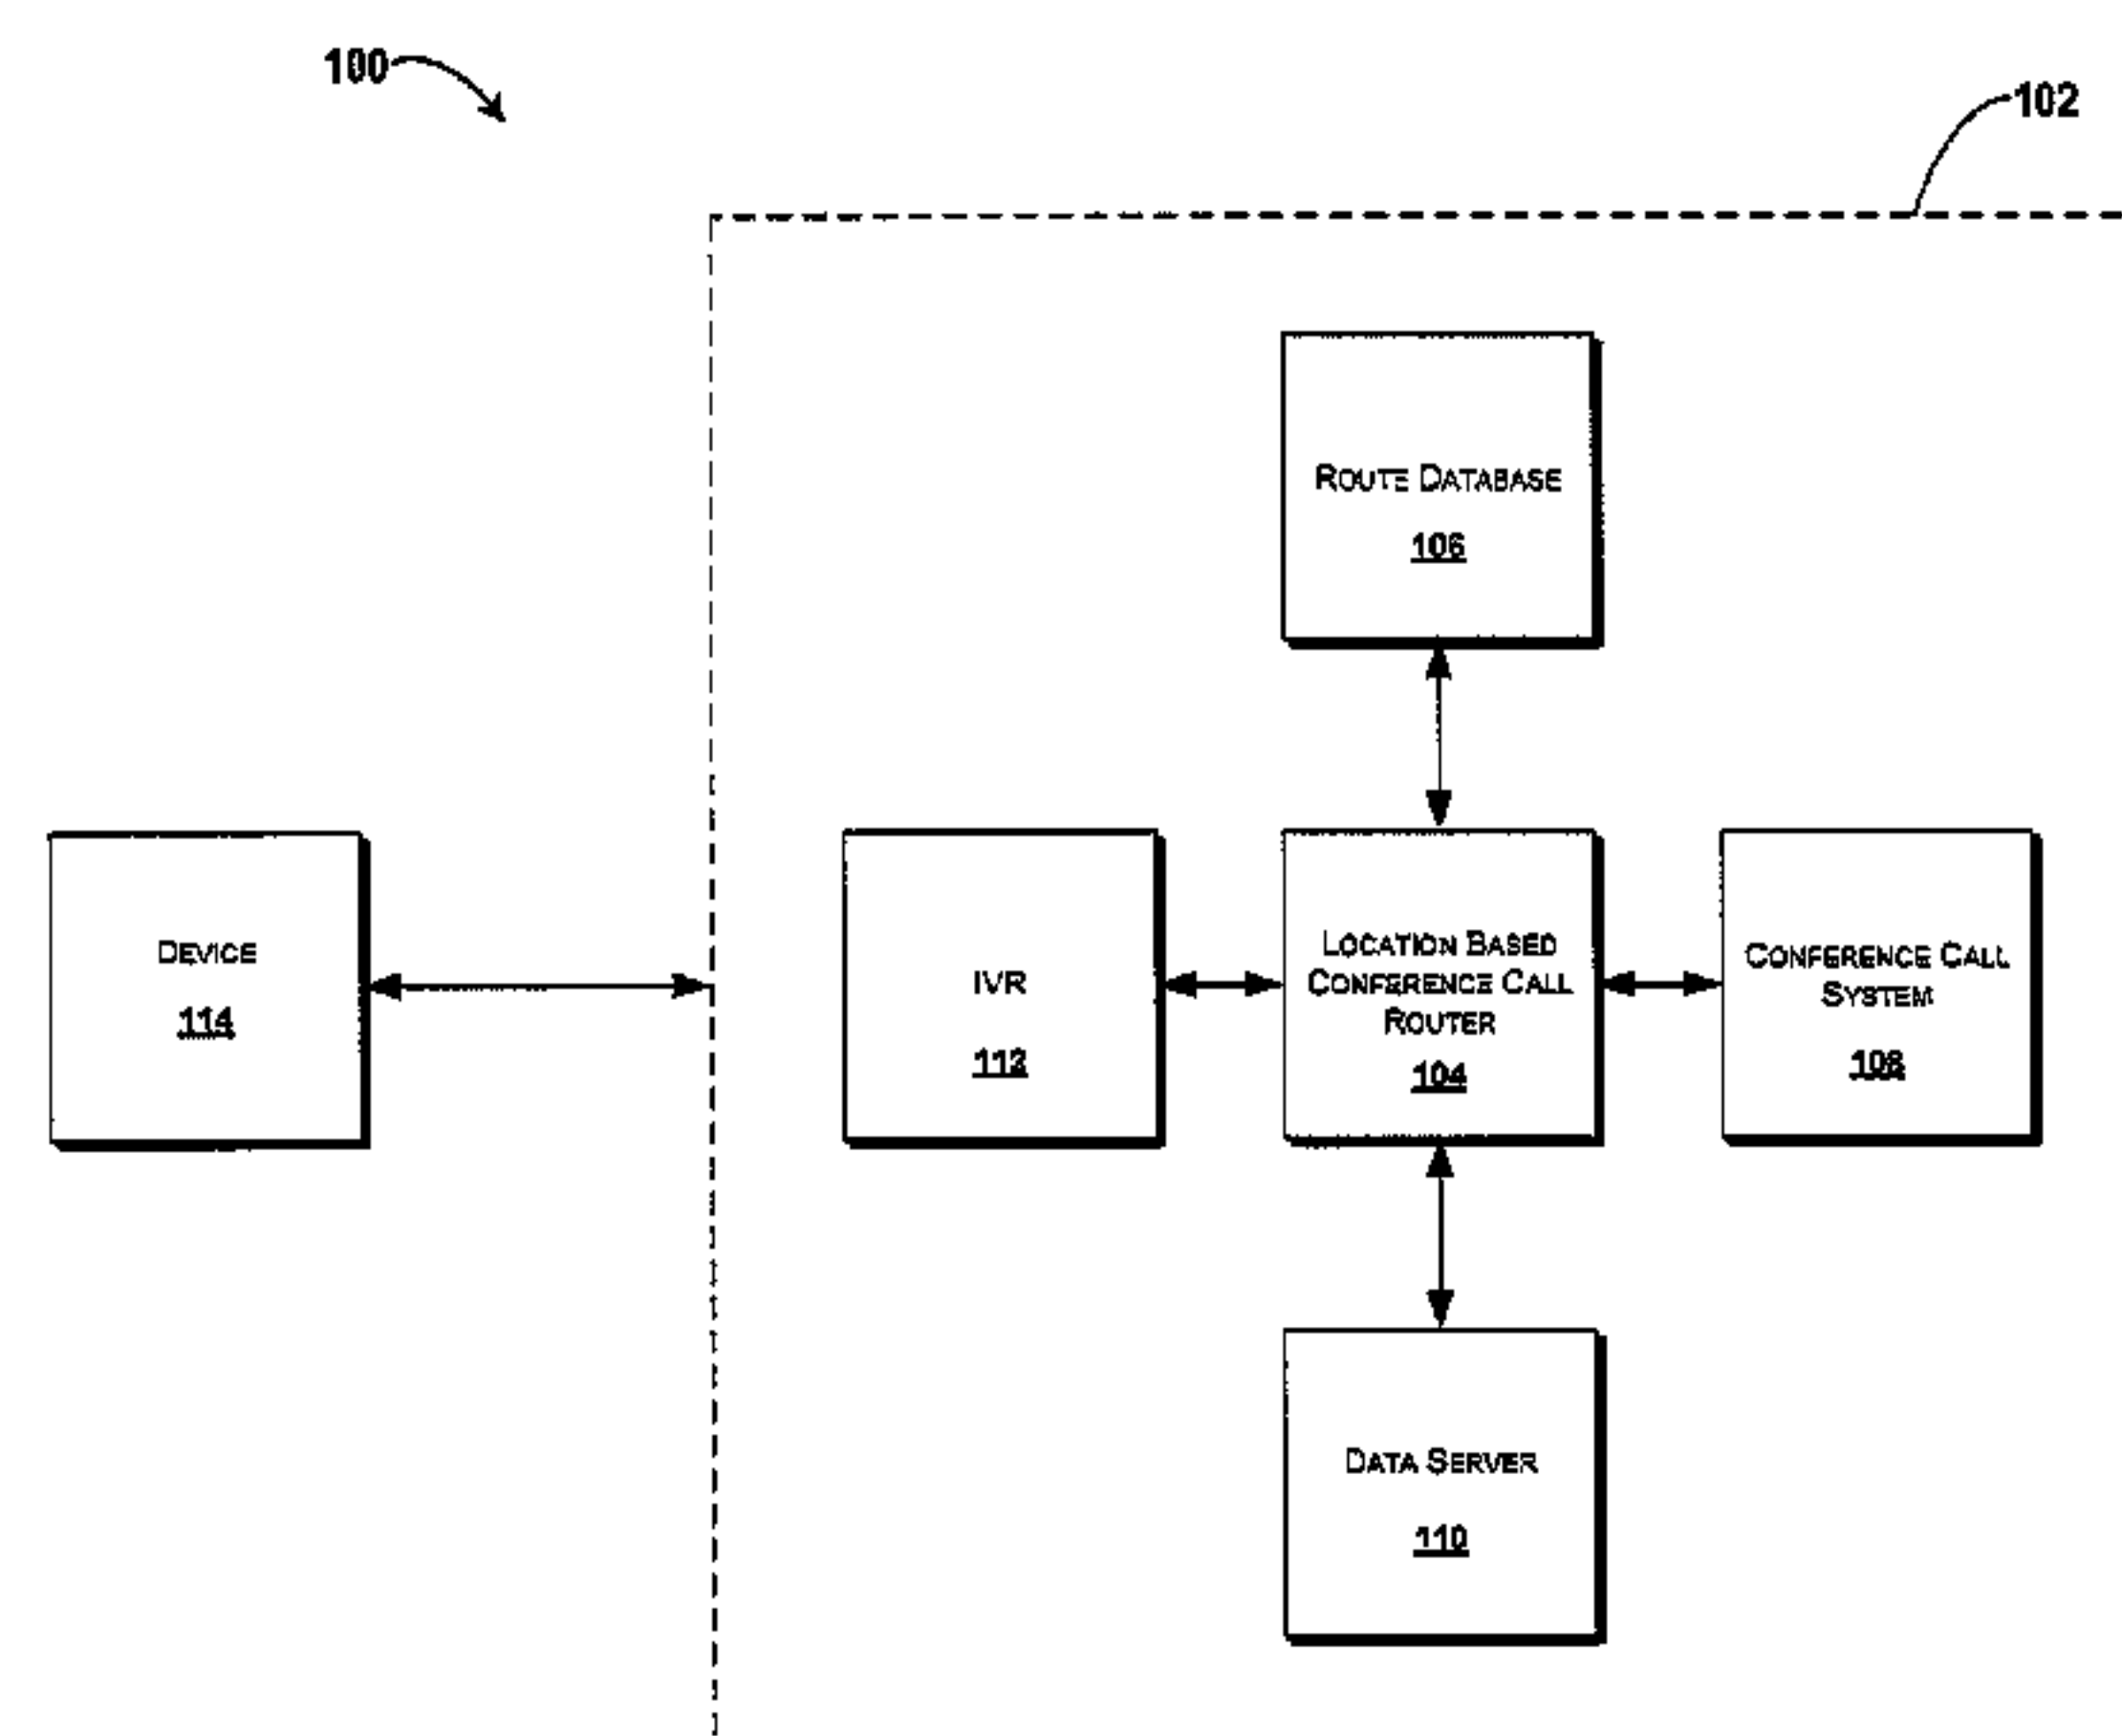 100
102
ROUTE DATABASE
106
DEVICE
114
IVR
112
LOCATION BASED
CONFERENCE CALL
ROUTER
104
CONFERENCE CALL
SYSTEM
108
DATA SERVER
110